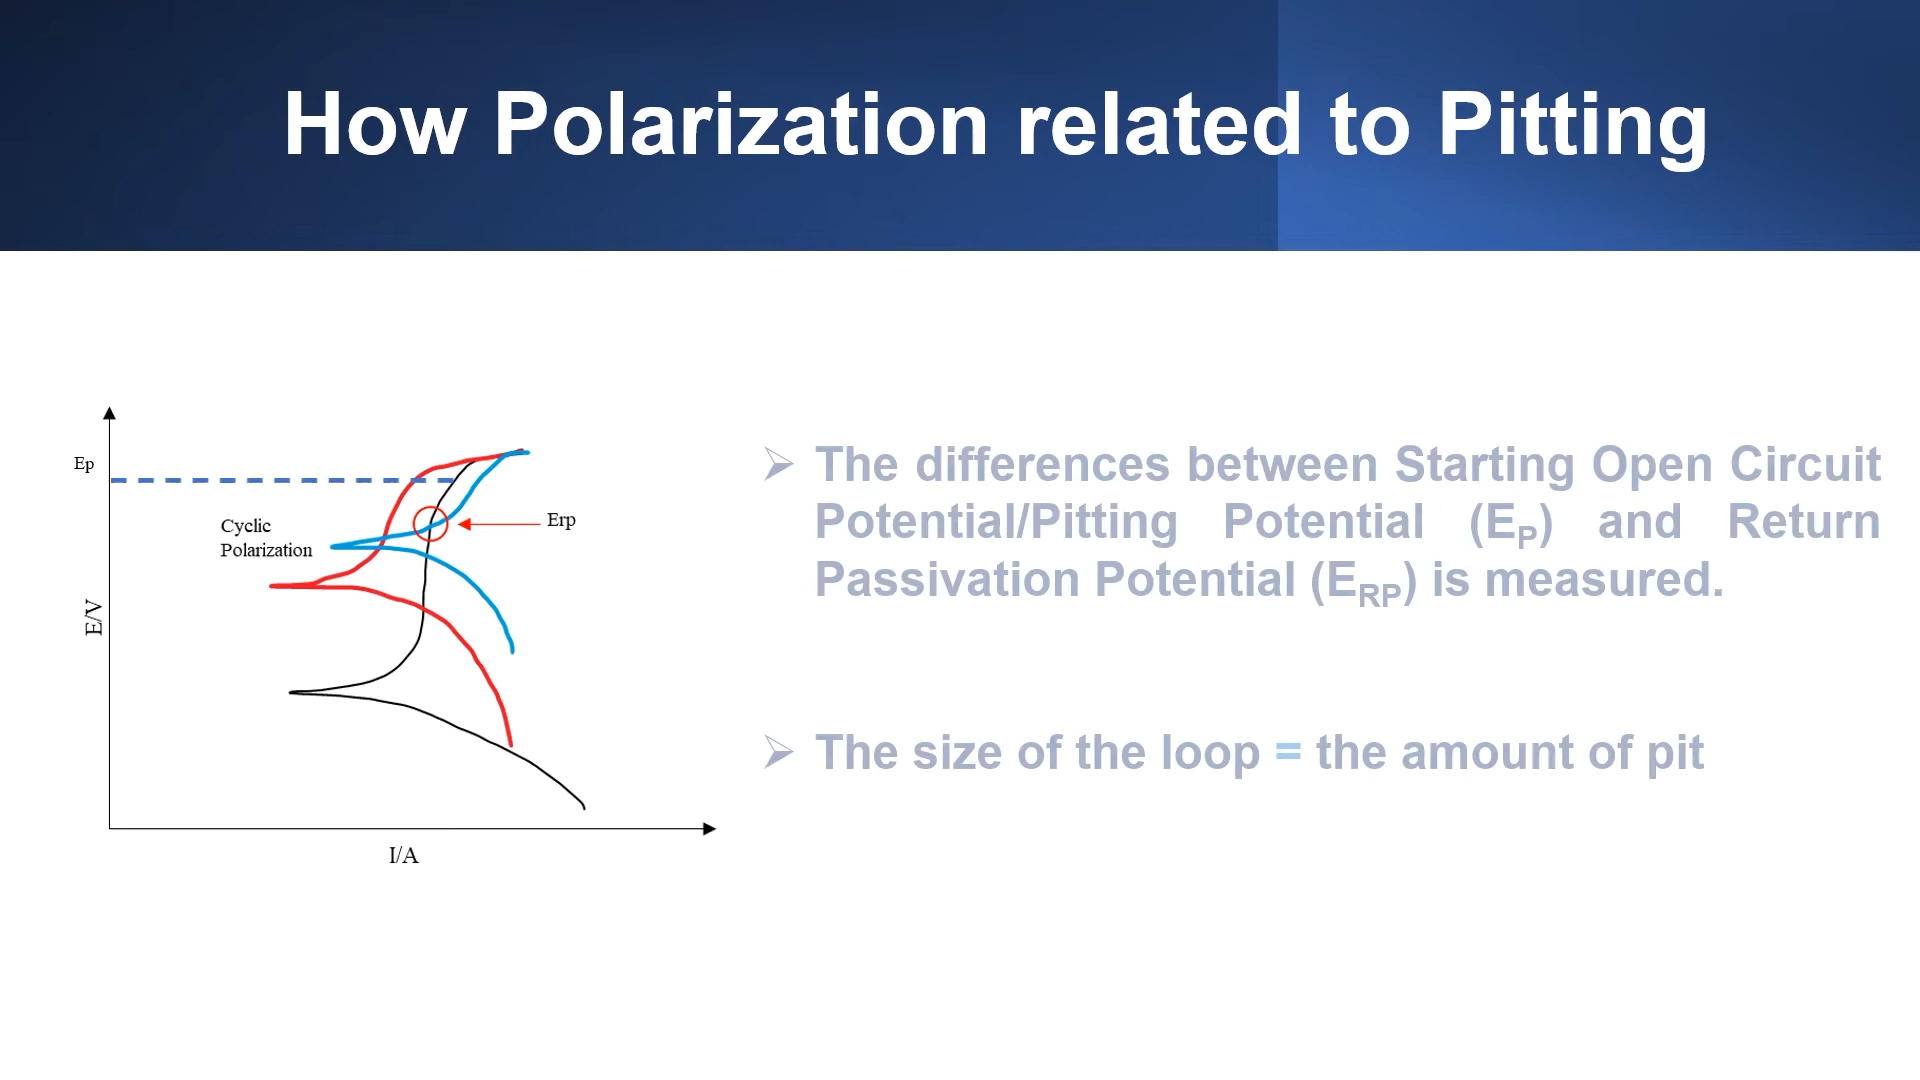 How Polarization related to Pitting
Ep
Cyclic
Polarization
Erp
E/V
I/A
➢ The differences between Starting Open Circuit
Potential/Pitting Potential (EP) and Return
Passivation Potential (ERP) is measured.
➢ The size of the loop = the amount of pit